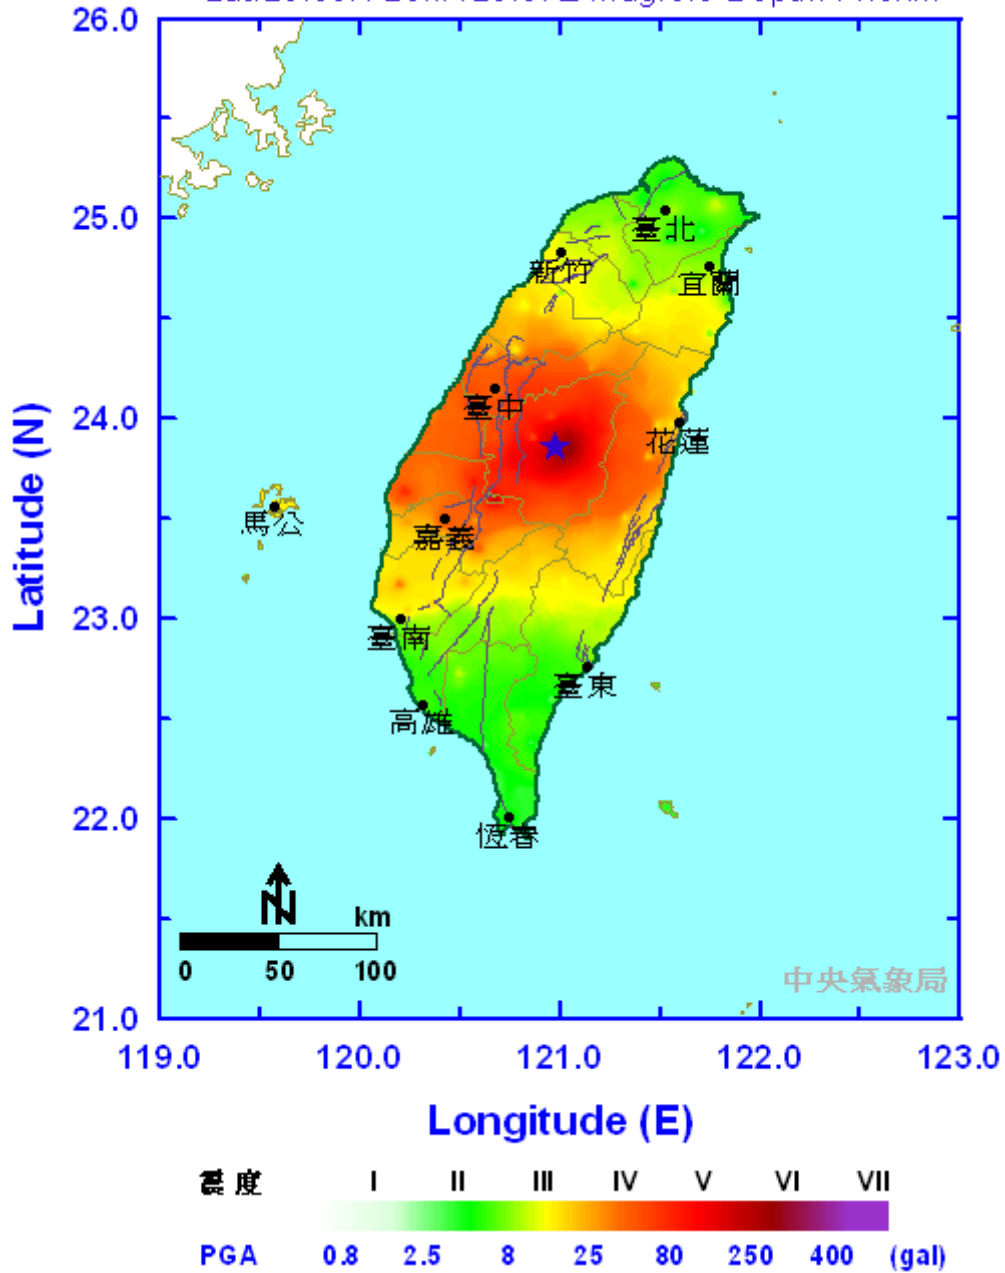 26.0
25.0
24.0
23.0
22.0
21.0
Latitude (N)
臺北
新竹
宜蘭
臺中
花蓮
馬公
嘉義
臺南
臺東
高雄
恆春
N
km
0 50 100
中央氣象局
119.0 120.0 121.0 122.0 123.0
Longitude (E)
震度 I II III IV V VI VII
PGA 0.8 2.5 8 25 80 250 400 (gal)